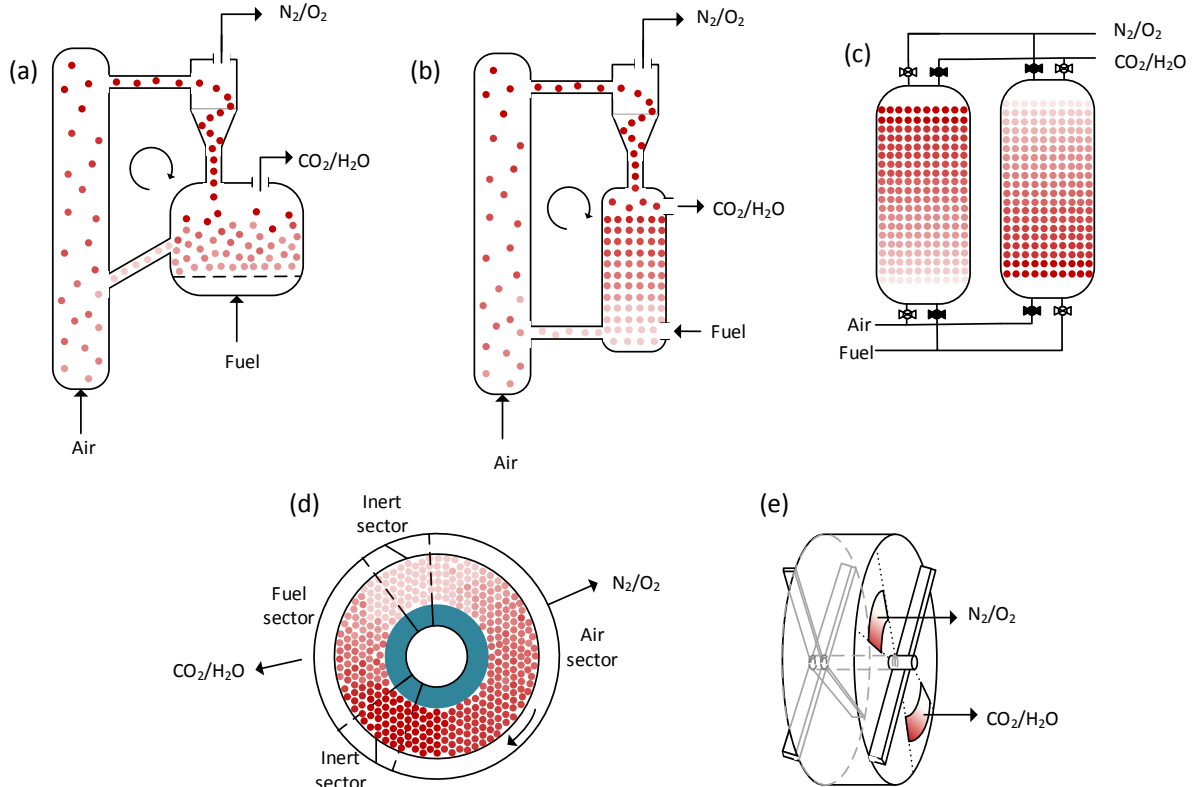 (a)
N₂/O₂
CO₂/H₂O
Fuel
Air
(b)
N₂/O₂
CO₂/H₂O
Fuel
Air
(c)
N₂/O₂
CO₂/H₂O
Air
Fuel
(d)
Inert
sector
Fuel
sector
N₂/O₂
Air
sector
CO₂/H₂O
Inert
sector
(e)
N₂/O₂
CO₂/H₂O